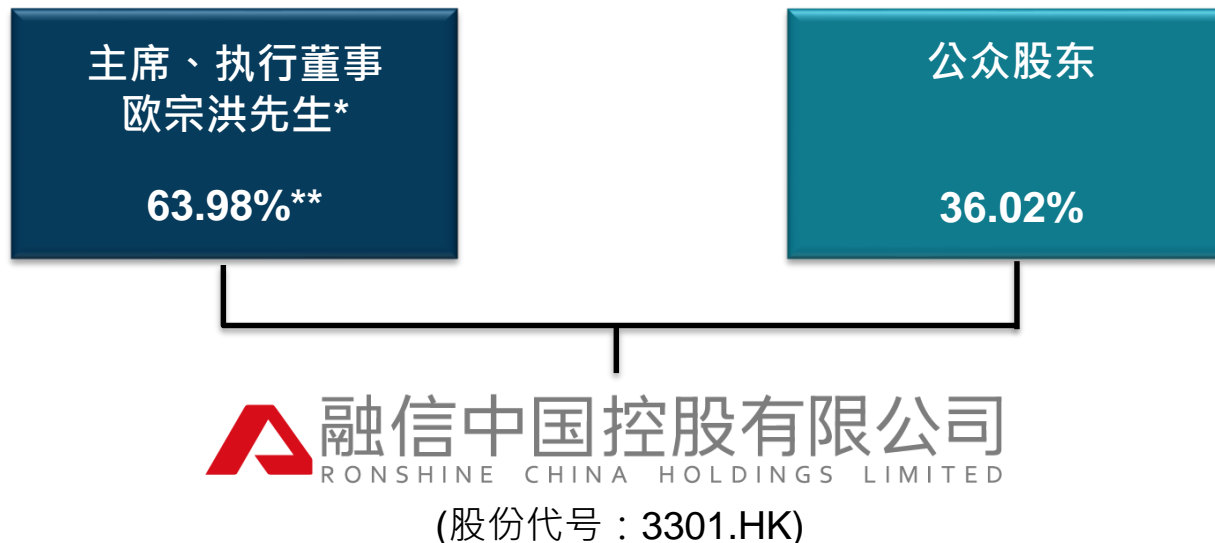 主席、执行董事
欧宗洪先生*
63.98%**
公众股东
36.02%
融信中国控股有限公司
RONSHINE CHINA HOLDINGS LIMITED
(股份代号：3301.HK)